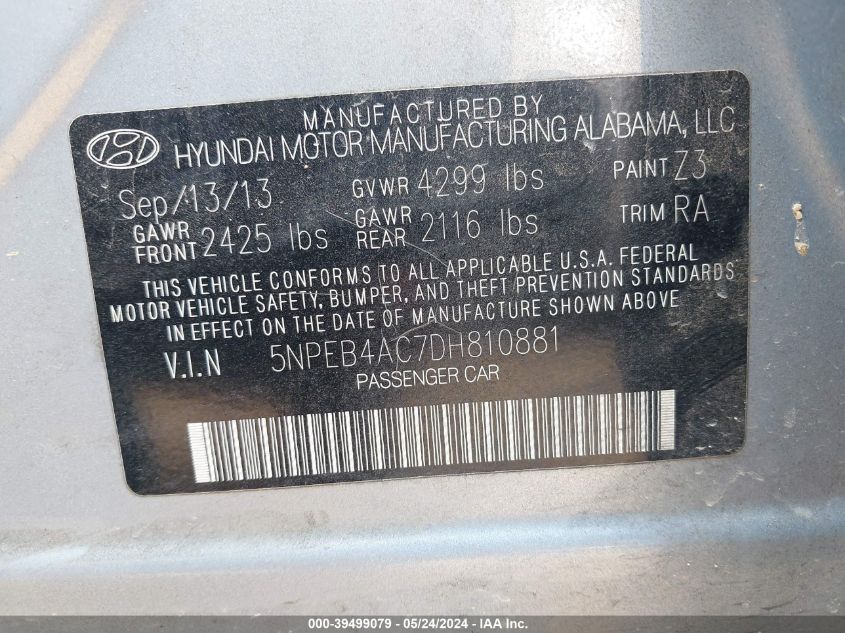 MANUFACTURED BY
HYUNDAI MOTOR MANUFACTURING ALABAMA, LLC
Sep/13/13 GVWR 4299 lbs PAINT Z3
GAWR FRONT 2425 lbs GAWR REAR 2116 lbs TRIM RA
THIS VEHICLE CONFORMS TO ALL APPLICABLE U.S.A. FEDERAL
MOTOR VEHICLE SAFETY, BUMPER, AND THEFT PREVENTION STANDARDS
IN EFFECT ON THE DATE OF MANUFACTURE SHOWN ABOVE
V.I.N 5NPEB4AC7DH810881
PASSENGER CAR
000-39499079 - 05/24/2024 - IAA Inc.